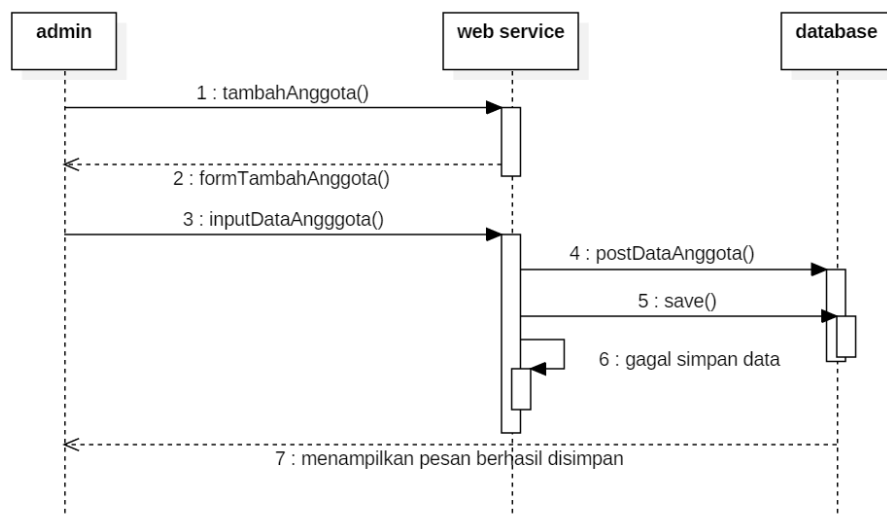 admin
web service
database
1 : tambahAnggota()
2 : formTambahAnggota()
3 : inputDataAngggota()
4 : postDataAnggota()
5 : save()
6 : gagal simpan data
7 : menampilkan pesan berhasil disimpan